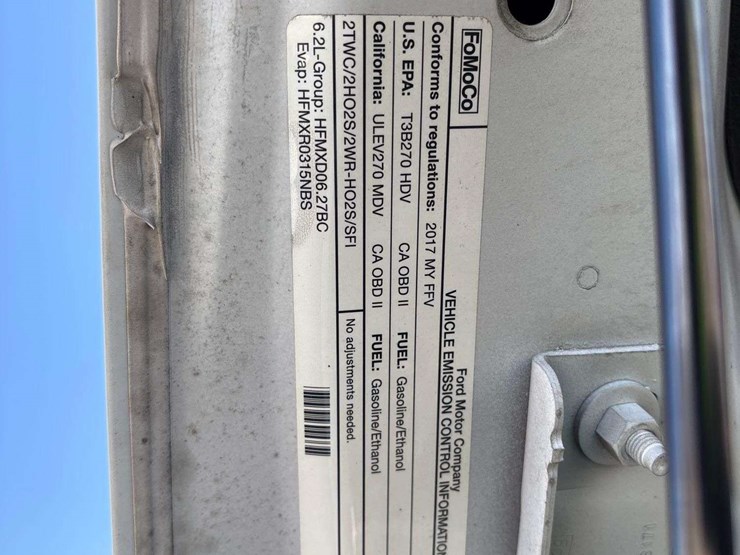 FoMoCo
Ford Motor Company
VEHICLE EMISSION CONTROL INFORMATION
Conforms to regulations: 2017 MY FFV
U.S. EPA: T3B270 HDV CA OBD II FUEL: Gasoline/Ethanol
California: ULEV270 MDV CA OBD II FUEL: Gasoline/Ethanol
2TWC/2HO2S/2WR-HO2S/SFI No adjustments needed.
6.2L-Group: HFMXD06.27BC
Evap: HFMXR0315NBS